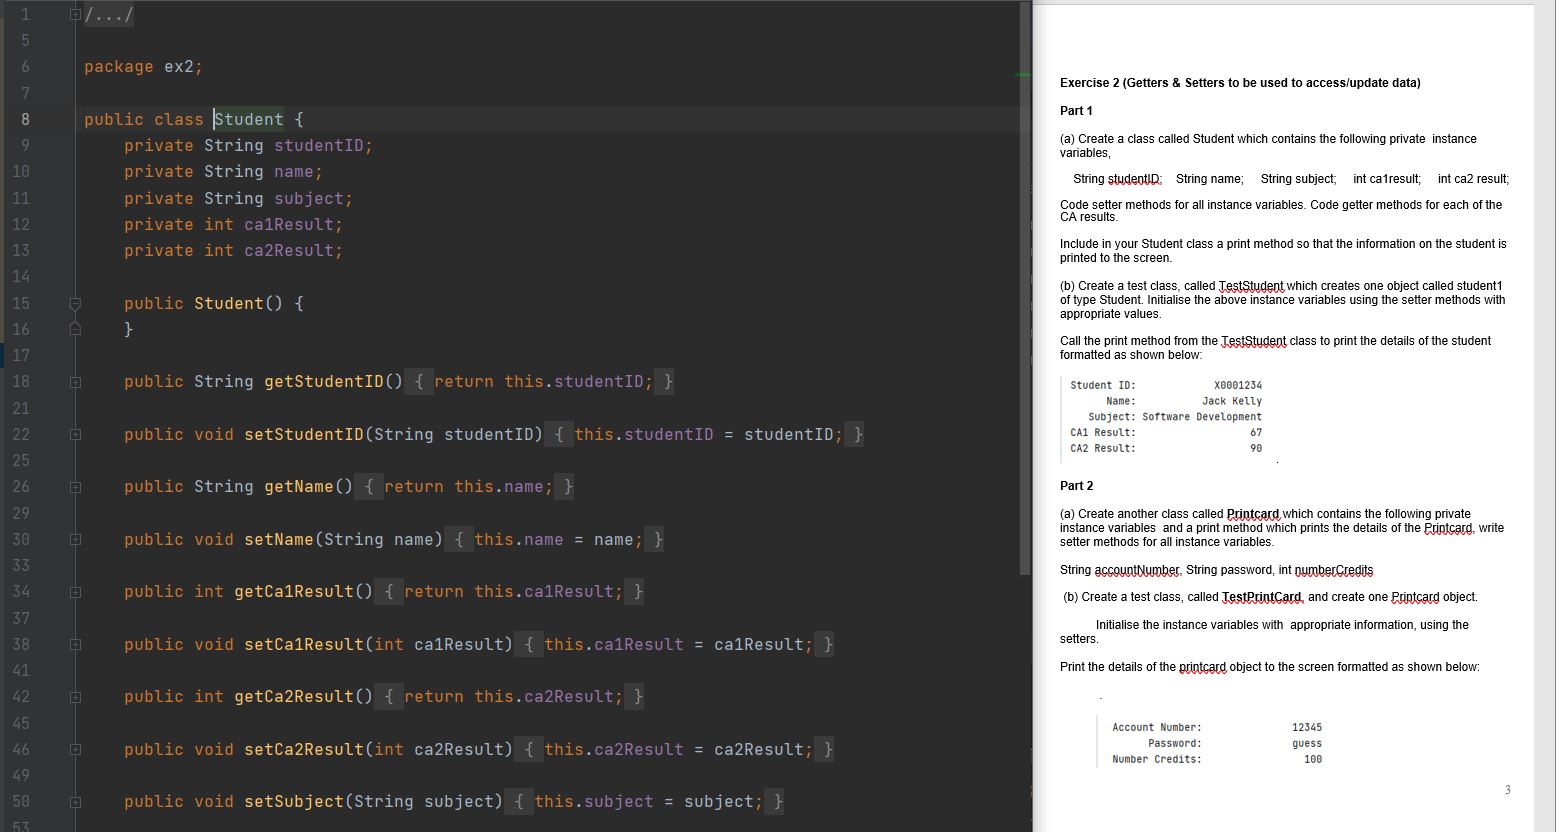 1 /.../
5
6 package ex2;
7
8 public class Student {
9 private String studentID;
10 private String name;
11 private String subject;
12 private int ca1Result;
13 private int ca2Result;
14
15 public Student() {
16 }
17
18 public String getStudentID() { return this.studentID; }
21
22 public void setStudentID(String studentID) { this.studentID = studentID; }
25
26 public String getName() { return this.name; }
29
30 public void setName(String name) { this.name = name; }
33
34 public int getCa1Result() { return this.ca1Result; }
37
38 public void setCa1Result(int ca1Result) { this.ca1Result = ca1Result; }
41
42 public int getCa2Result() { return this.ca2Result; }
45
46 public void setCa2Result(int ca2Result) { this.ca2Result = ca2Result; }
49
50 public void setSubject(String subject) { this.subject = subject; }
53
Exercise 2 (Getters & Setters to be used to access/update data)
Part 1
(a) Create a class called Student which contains the following private instance
variables,
String studentID; String name; String subject; int ca1result; int ca2 result;
Code setter methods for all instance variables. Code getter methods for each of the
CA results.
Include in your Student class a print method so that the information on the student is
printed to the screen.
(b) Create a test class, called TestStudent which creates one object called student1
of type Student. Initialise the above instance variables using the setter methods with
appropriate values.
Call the print method from the TestStudent class to print the details of the student
formatted as shown below:
Student ID: X0001234
Name: Jack Kelly
Subject: Software Development
CA1 Result: 67
CA2 Result: 90
Part 2
(a) Create another class called Printcard which contains the following private
instance variables and a print method which prints the details of the Printcard, write
setter methods for all instance variables.
String accountNumber, String password, int numberCredits
(b) Create a test class, called TestPrintCard, and create one Printcard object.
Initialise the instance variables with appropriate information, using the
setters.
Print the details of the printcard object to the screen formatted as shown below:
Account Number: 12345
Password: guess
Number Credits: 100
3